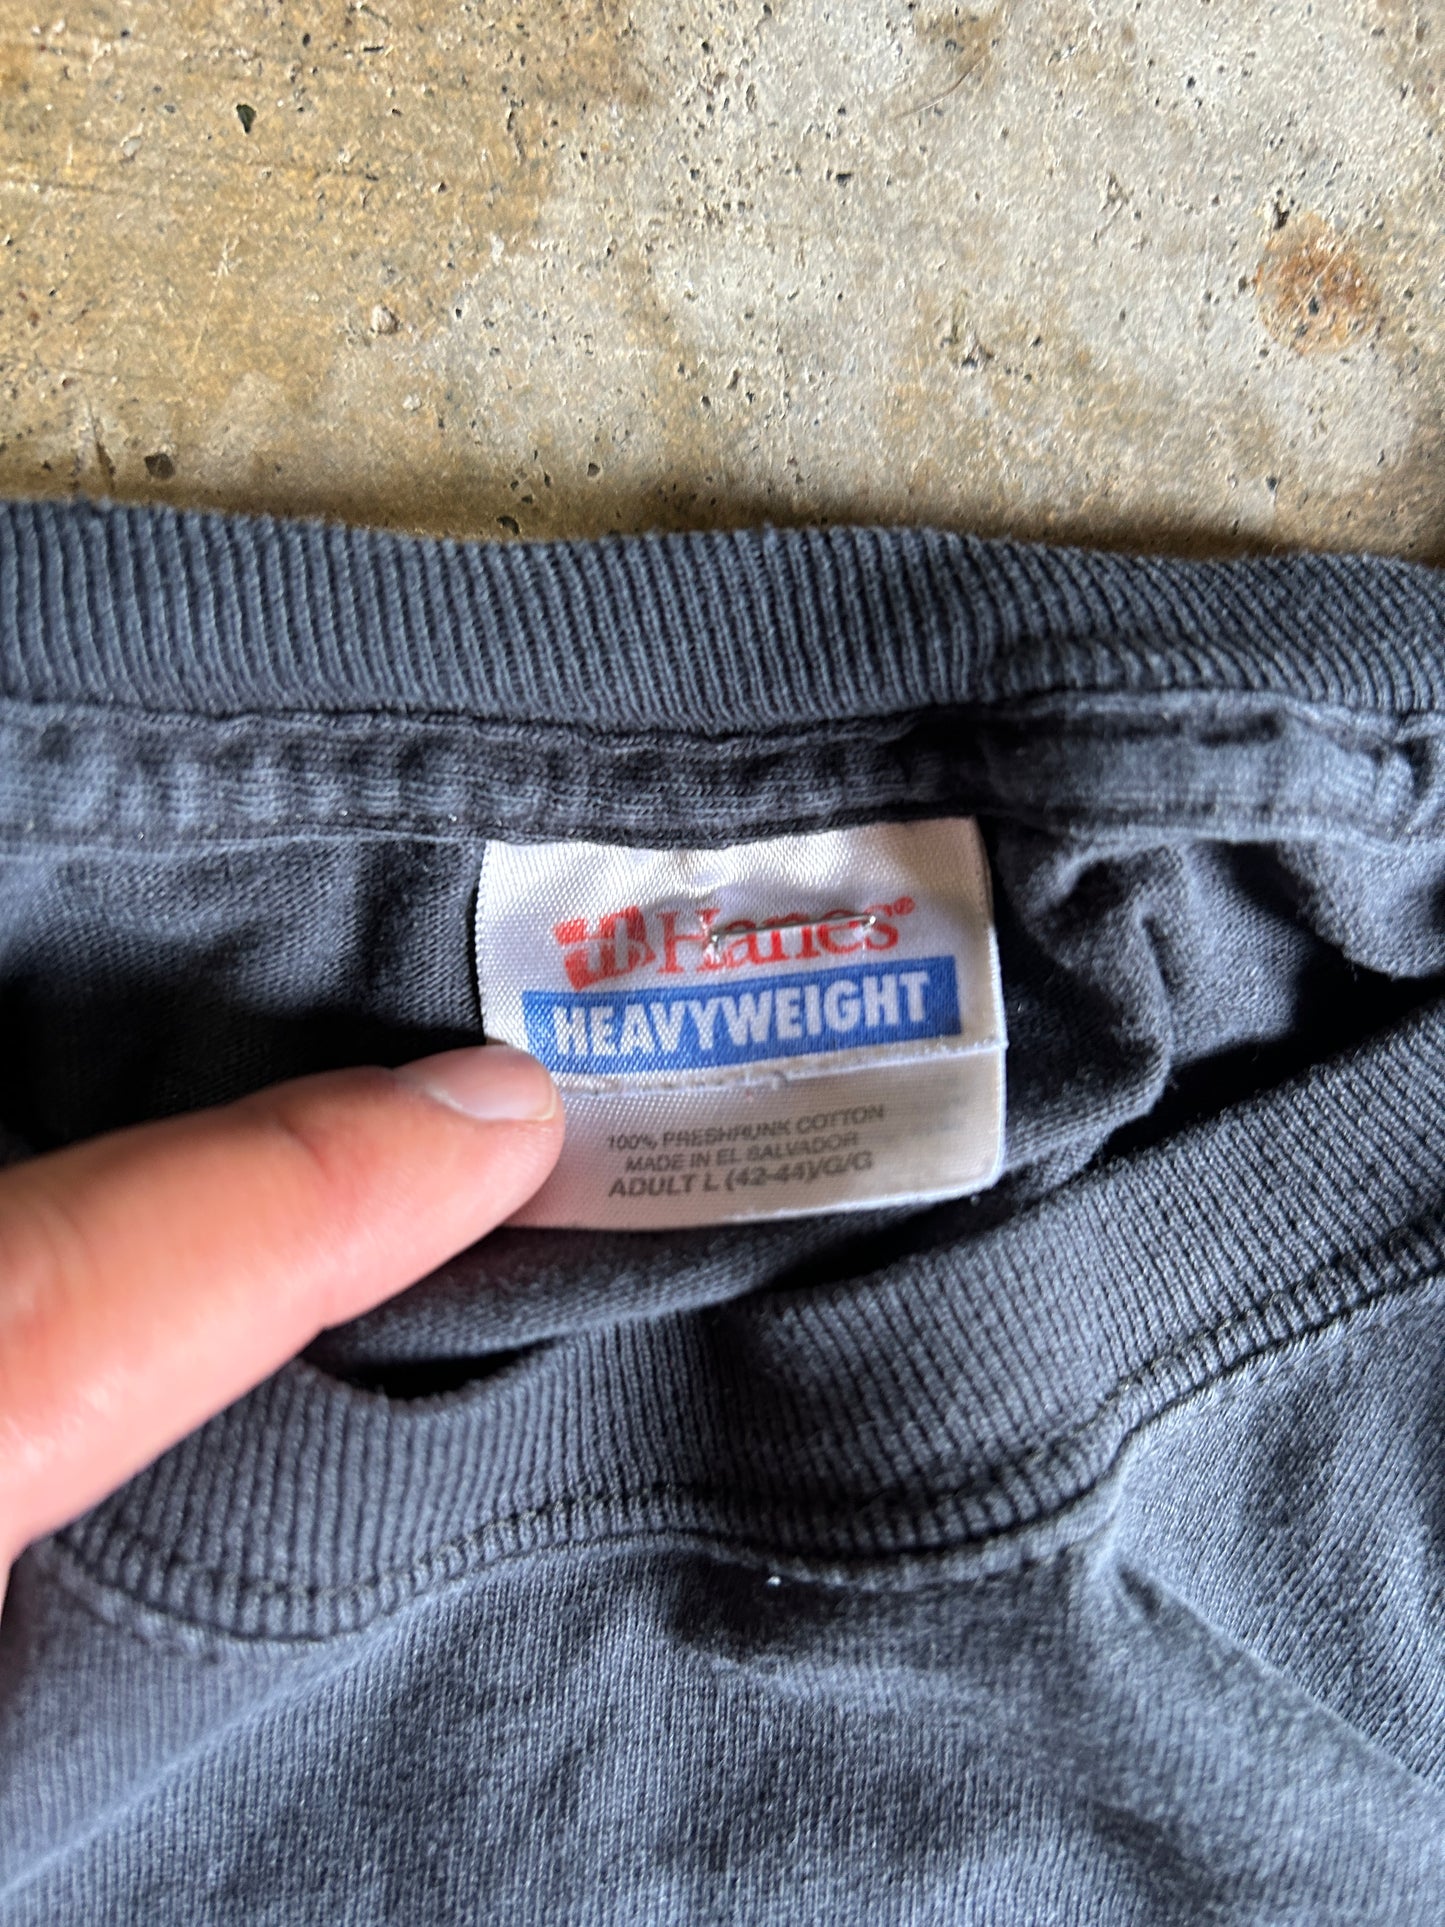 Hanes®
HEAVYWEIGHT
100% PRESHRUNK COTTON
MADE IN EL SALVADOR
ADULT L (42-44)/G/G